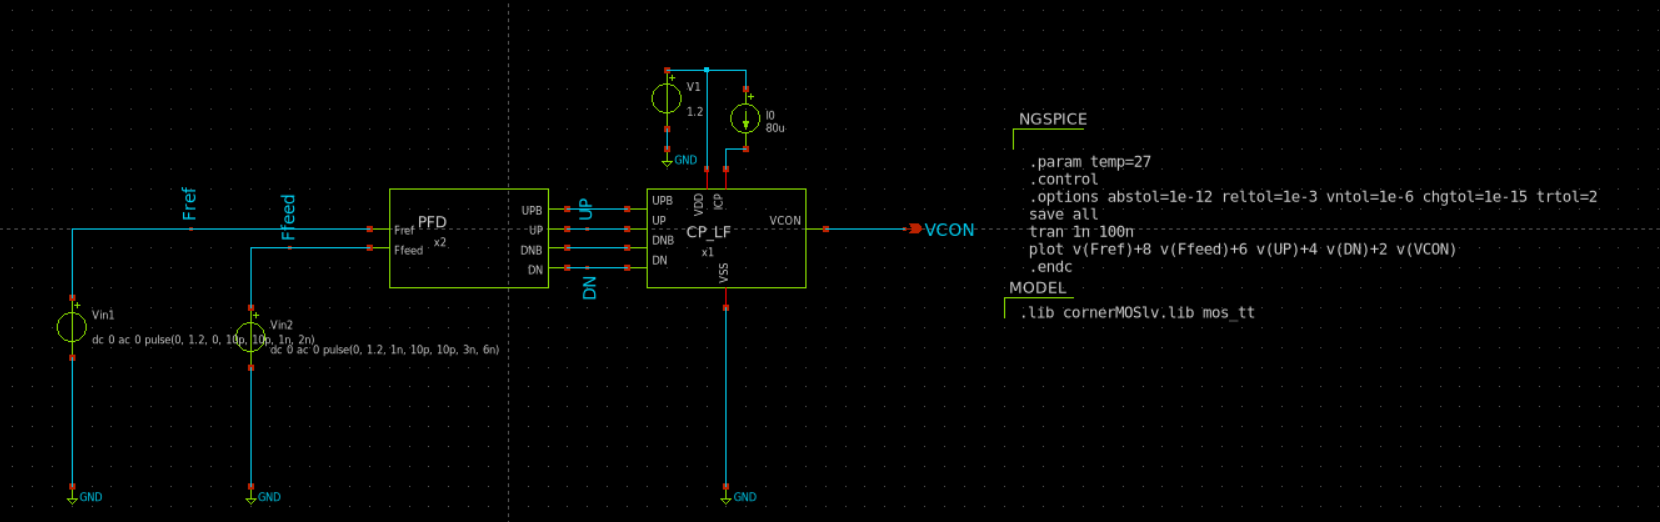 V1
1.2
I0
80u
GND
NGSPICE
.param temp=27
.control
.options abstol=1e-12 reltol=1e-3 vntol=1e-6 chgtol=1e-15 trtol=2
save all
tran 1n 100n
plot v(Fref)+8 v(Ffeed)+6 v(UP)+4 v(DN)+2 v(VCON)
.endc
MODEL
.lib cornerMOSlv.lib mos_tt
Fref
Ffeed
PFD
x2
Fref
Ffeed
UPB
UP
DNB
DN
UP
DN
UPB
UP
DNB
DN
VDD
ICP
CP_LF
x1
VSS
VCON
VCON
Vin1
dc 0 ac 0 pulse(0, 1.2, 0, 10p, 10p, 1n, 2n)
Vin2
dc 0 ac 0 pulse(0, 1.2, 1n, 10p, 10p, 3n, 6n)
GND
GND
GND